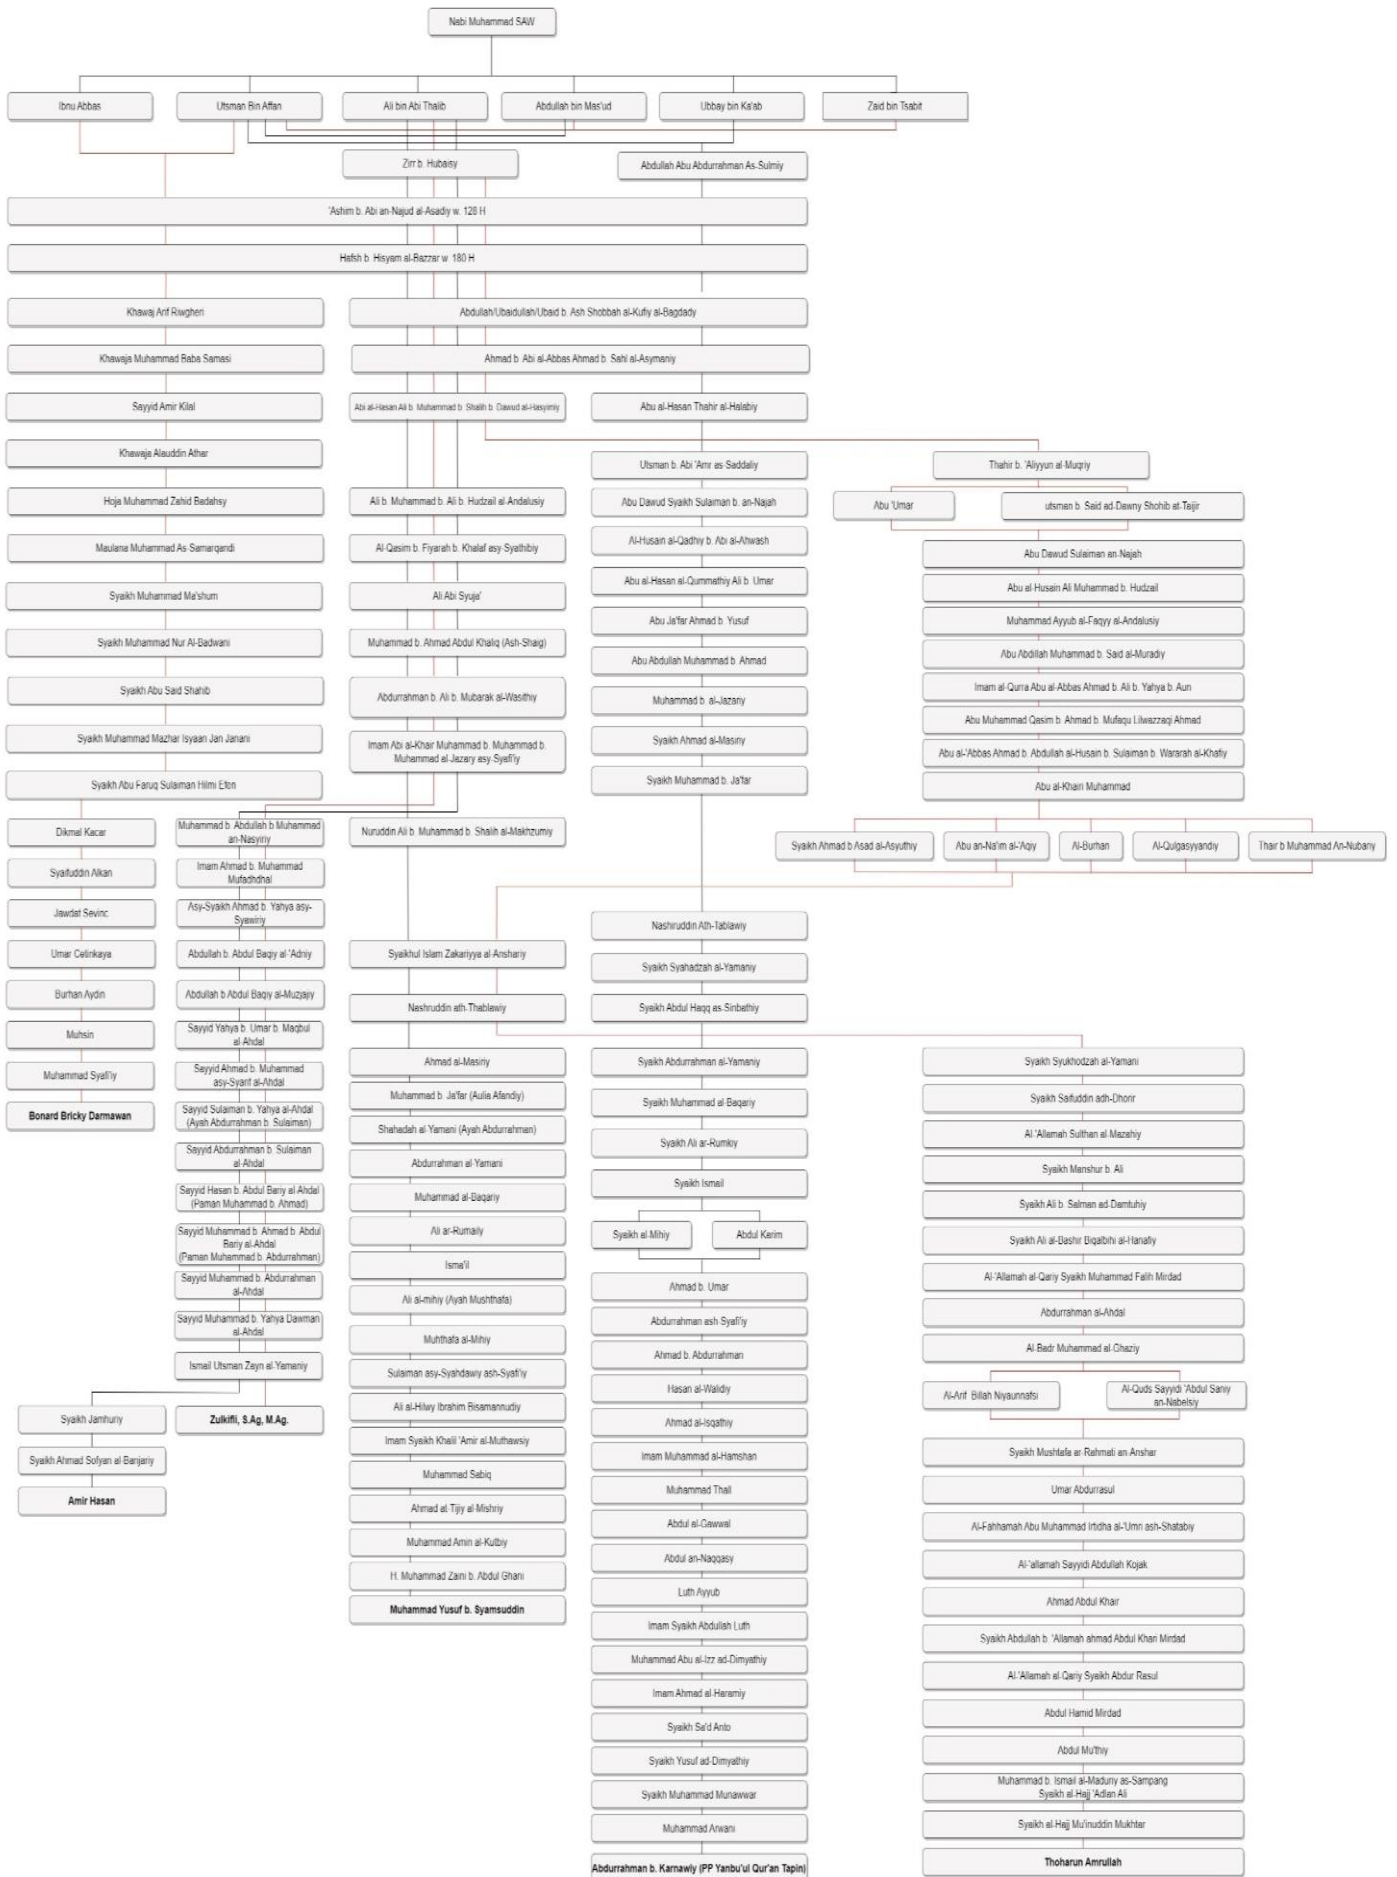 Nabi Muhammad SAW
Ibnu Abbas
Utsman Bin Affan
Ali bin Abi Thalib
Abdullah bin Mas'ud
Ubbay bin Ka'ab
Zaid bin Tsabit
Zirr b. Hubaisy
Abdullah Abu Abdurrahman As-Sulmiy
'Ashim b. Abi an-Najud al-Asadiy w. 128 H
Hafsh b. Hisyam al-Bazzar w. 180 H
Khawaj Arif Riwgheri
Khawaja Muhammad Baba Samasi
Sayyid Amir Kilal
Khawaja Alauddin Athar
Hoja Muhammad Zahid Badahsy
Maulana Muhammad As-Samarqandi
Syaikh Muhammad Ma'shum
Syaikh Muhammad Nur Al-Badwani
Syaikh Abu Said Shahib
Syaikh Muhammad Mazhar Isyaan Jan Janani
Syaikh Abu Faruq Sulaiman Hilmi Efen
Dikmal Kacar
Syaifuddin Alkan
Jawdat Sevinc
Umar Cetinkaya
Burhan Aydin
Muhsin
Muhammad Syafi'iy
Bonard Bricky Darmawan
Muhammad b. Abdullah b Muhammad
an-Nasyiriy
Imam Ahmad b. Muhammad
Mufadhdhal
Asy-Syaikh Ahmad b. Yahya asy-
Syawiriy
Abdullah b. Abdul Baqiy al-'Adniy
Abdullah b Abdul Baqiy al-Muzjajiy
Sayyid Yahya b. Umar b. Maqbul
al-Ahdal
Sayyid Ahmad b. Muhammad
asy-Syarif al-Ahdal
Sayyid Sulaiman b. Yahya al-Ahdal
(Ayah Abdurrahman b. Sulaiman)
Sayyid Abdurrahman b. Sulaiman
al-Ahdal
Sayyid Hasan b. Abdul Bariy al-Ahdal
(Paman Muhammad b. Ahmad)
Sayyid Muhammad b. Ahmad b. Abdul
Bariy al-Ahdal
(Paman Muhammad b. Abdurrahman)
Sayyid Muhammad b. Abdurrahman
al-Ahdal
Sayyid Muhammad b. Yahya Dawman
al-Ahdal
Ismail Utsman Zayn al-Yamaniy
Syaikh Jamhuriy
Syaikh Ahmad Sofyan al-Banjariy
Amir Hasan
Zulkifli, S.Ag, M.Ag.
Abdullah/Ubaidullah/Ubaid b. Ash Shobbah al-Kufiy al-Bagdady
Ahmad b. Abi al-Abbas Ahmad b. Sahl al-Asymaniy
Abi al-Hasan Ali b. Muhammad b. Shalih b. Dawud al-Hasyimiy
Ali b. Muhammad b. Ali b. Hudzail al-Andalusiy
Al-Qasim b. Fiyarah b. Khalaf asy-Syathibiy
Ali Abi Syuja'
Muhammad b. Ahmad Abdul Khaliq (Ash-Shaig)
Abdurrahman b. Ali b. Mubarak al-Wasithiy
Imam Abi al-Khair Muhammad b. Muhammad b.
Muhammad al-Jazary asy-Syafi'iy
Nuruddin Ali b. Muhammad b. Shalih al-Makhzumiy
Syaikhul Islam Zakariyya al-Anshariy
Nashruddin ath-Thablawiy
Ahmad al-Masiriy
Muhammad b. Ja'far (Aulia Afandiy)
Shahadah al-Yamani (Ayah Abdurrahman)
Abdurrahman al-Yamani
Muhammad al-Baqariy
Ali ar-Rumaily
Isma'il
Ali al-mihiy (Ayah Mushthafa)
Muhthafa al-Mihiy
Sulaiman asy-Syahdawiy ash-Syafi'iy
Ali al-Hilwy Ibrahim Bisamannudiy
Imam Syaikh Khalil 'Amir al-Muthawsiy
Muhammad Sabiq
Ahmad at-Tijiy al-Mishriy
Muhammad Amin al-Kutbiy
H. Muhammad Zaini b. Abdul Ghani
Muhammad Yusuf b. Syamsuddin
Abu al-Hasan Thahir al-Halabiy
Utsman b. Abi 'Amr as-Saddaliy
Abu Dawud Syaikh Sulaiman b. an-Najah
Al-Husain al-Qadhiy b. Abi al-Ahwash
Abu al-Hasan al-Qummathiy Ali b. Umar
Abu Ja'far Ahmad b. Yusuf
Abu Abdullah Muhammad b. Ahmad
Muhammad b. al-Jazariy
Syaikh Ahmad al-Masiriy
Syaikh Muhammad b. Ja'far
Nashiruddin Ath-Tablawiy
Syaikh Syahadzah al-Yamaniy
Syaikh Abdul Haqq as-Sinbathiy
Syaikh Abdurrahman al-Yamaniy
Syaikh Muhammad al-Baqariy
Syaikh Ali ar-Rumkiy
Syaikh Ismail
Syaikh al-Mihiy
Abdul Karim
Ahmad b. Umar
Abdurrahman ash-Syafi'iy
Ahmad b. Abdurrahman
Hasan al-Walidiy
Ahmad al-Isqathiy
Imam Muhammad al-Hamshan
Muhammad Thall
Abdul al-Gawwal
Abdul an-Naqqasy
Luth Ayyub
Imam Syaikh Abdullah Luth
Muhammad Abu al-Izz ad-Dimyathiy
Imam Ahmad al-Haramiy
Syaikh Sa'd Anto
Syaikh Yusuf ad-Dimyathiy
Syaikh Muhammad Munawwar
Muhammad Arwani
Abdurrahman b. Karnawiy (PP Yanbu'ul Qur'an Tapin)
Thahir b. 'Aliyyun al-Muqriy
Abu 'Umar
utsman b. Said ad-Dawny Shohib at-Taijir
Abu Dawud Sulaiman an-Najah
Abu al-Husain Ali Muhammad b. Hudzail
Muhammad Ayyub al-Faqyy al-Andalusiy
Abu Abdillah Muhammad b. Said al-Muradiy
Imam al-Qurra Abu al-Abbas Ahmad b. Ali b. Yahya b. Aun
Abu Muhammad Qasim b. Ahmad b. Mufaqu Lilwazzaqi Ahmad
Abu al-'Abbas Ahmad b. Abdullah al-Husain b. Sulaiman b. Wararah al-Khafiy
Abu al-Khairi Muhammad
Syaikh Ahmad b Asad al-Asyuthiy
Abu an-Na'im al-'Aqiy
Al-Burhan
Al-Qulgasyyandiy
Thair b Muhammad An-Nubany
Syaikh Syukhodzah al-Yamani
Syaikh Saifuddin adh-Dhorir
Al-'Allamah Sulthan al-Mazahiy
Syaikh Manshur b. Ali
Syaikh Ali b. Salman ad-Damtuhiy
Syaikh Ali al-Bashir Biqalbihi al-Hanafiy
Al-'Allamah al-Qariy Syaikh Muhammad Falih Mirdad
Abdurrahman al-Ahdal
Al-Badr Muhammad al-Ghaziy
Al-Arif Billah Niyaunnafsi
Al-Quds Sayyidi 'Abdul Saniy
an-Nabelsiy
Syaikh Mushtafa ar-Rahmati an-Anshar
Umar Abdurrasul
Al-Fahhamah Abu Muhammad Irtidha al-'Umri ash-Shatabiy
Al-'allamah Sayyidi Abdullah Kojak
Ahmad Abdul Khair
Syaikh Abdullah b. 'Allamah ahmad Abdul Khari Mirdad
Al-'Allamah al-Qariy Syaikh Abdur Rasul
Abdul Hamid Mirdad
Abdul Mu'thiy
Muhammad b. Ismail al-Maduriy as-Sampang
Syaikh al-Hajj 'Adlan Ali
Syaikh al-Hajj Mu'inuddin Mukhtar
Thoharun Amrullah